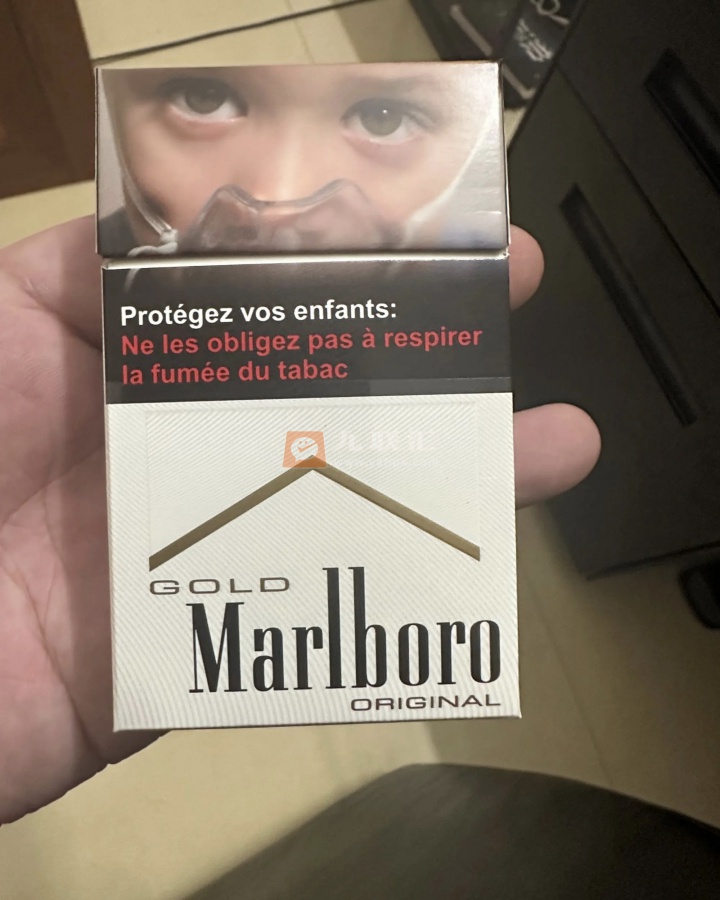 Protégez vos enfants:
Ne les obligez pas à respirer
la fumée du tabac
GOLD
Marlboro
ORIGINAL